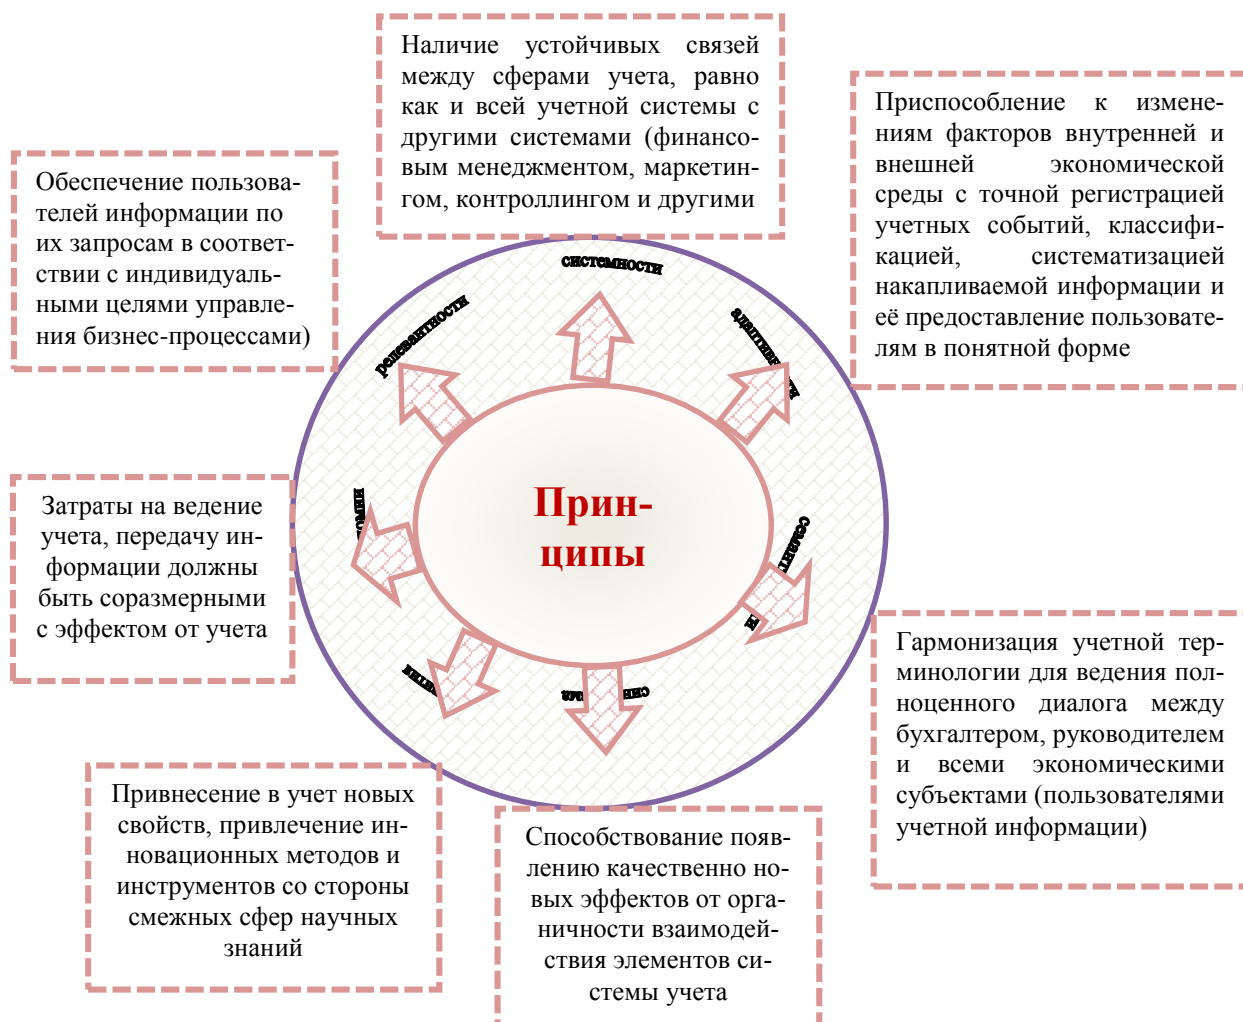 Наличие устойчивых связей
между сферами учета, равно
как и всей учетной системы с
другими системами (финансо-
вым менеджментом, маркетин-
гом, контроллингом и другими
Приспособление к измене-
ниям факторов внутренней и
внешней экономической
среды с точной регистрацией
учетных событий, классифи-
кацией, систематизацией
накапливаемой информации и
её предоставление пользовате-
лям в понятной форме
Обеспечение пользова-
телей информации по
их запросам в соответ-
ствии с индивидуаль-
ными целями управле-
ния бизнес-процессами)
системности
релевантности
Прин-
ципы
Затраты на ведение
учета, передачу ин-
формации должны
быть соразмерными
с эффектом от учета
Гармонизация учетной тер-
минологии для ведения пол-
ноценного диалога между
бухгалтером, руководителем
и всеми экономическими
субъектами (пользователями
учетной информации)
Привнесение в учет новых
свойств, привлечение ин-
новационных методов и
инструментов со стороны
смежных сфер научных
знаний
Способствование появ-
лению качественно но-
вых эффектов от орга-
ничности взаимодей-
ствия элементов си-
стемы учета